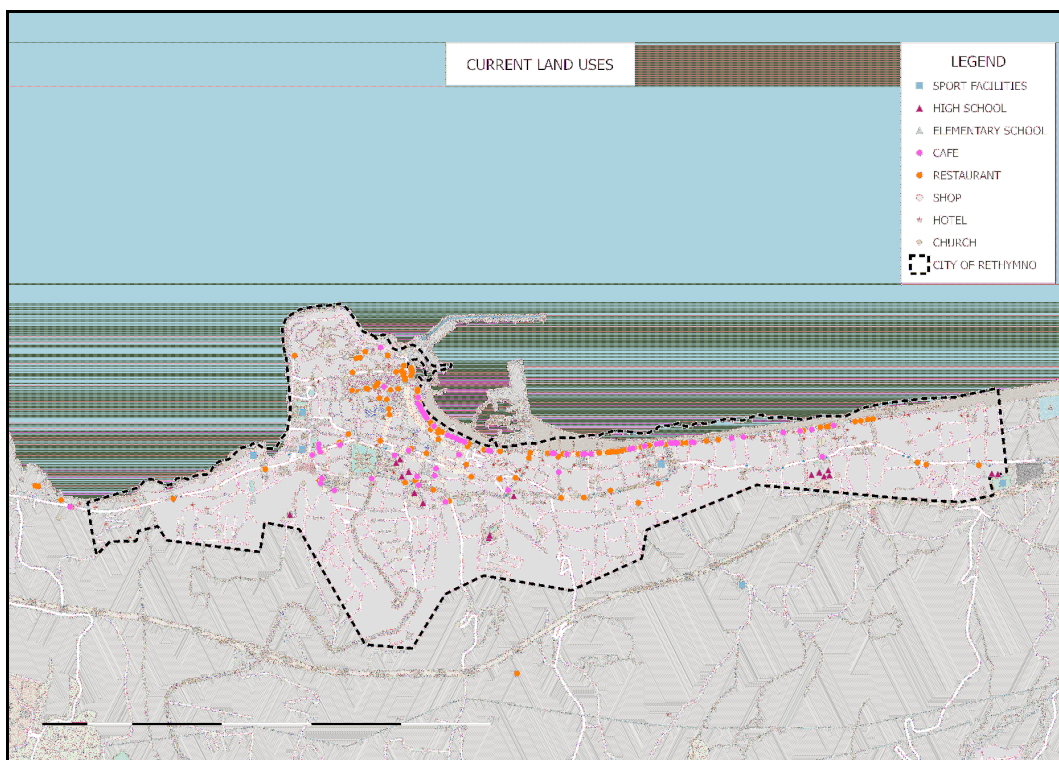 CURRENT LAND USES
LEGEND
SPORT FACILITIES
HIGH SCHOOL
ELEMENTARY SCHOOL
CAFE
RESTAURANT
SHOP
HOTEL
CHURCH
CITY OF RETHYMNO